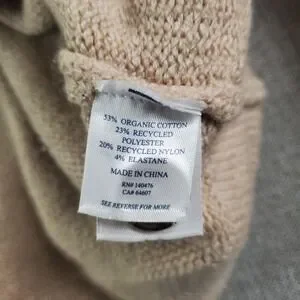 53% ORGANIC COTTON
23% RECYCLED
POLYESTER
20% RECYCLED NYLON
4% ELASTANE
MADE IN CHINA
RN# 140476
CA# 64607
SEE REVERSE FOR MORE